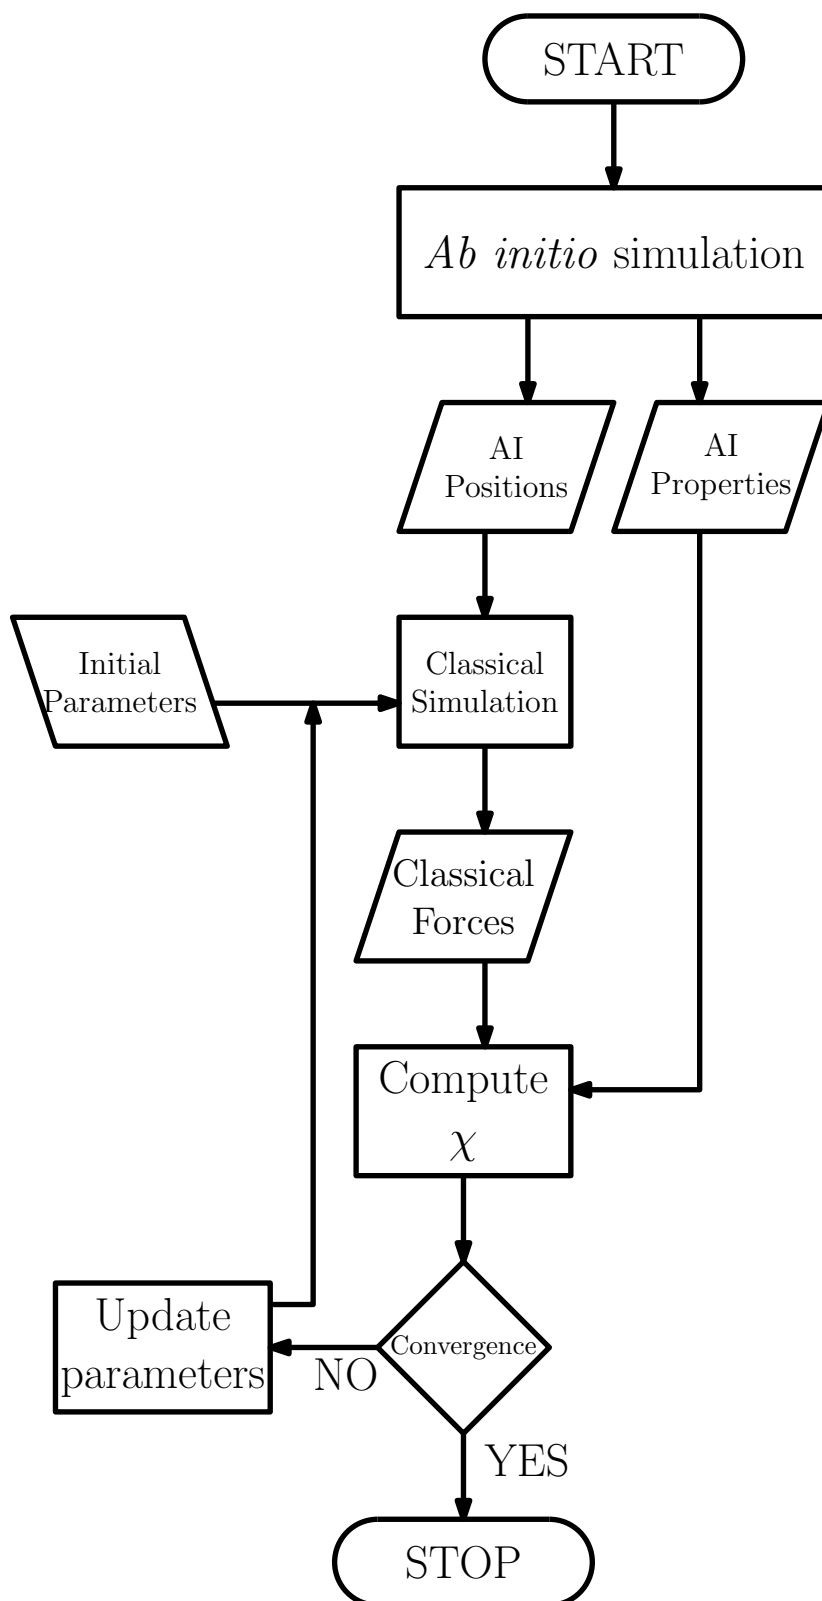 START
Ab initio simulation
AI
Positions
AI
Properties
Initial
Parameters
Classical
Simulation
Classical
Forces
Compute
χ
Update
parameters
Convergence
NO
YES
STOP